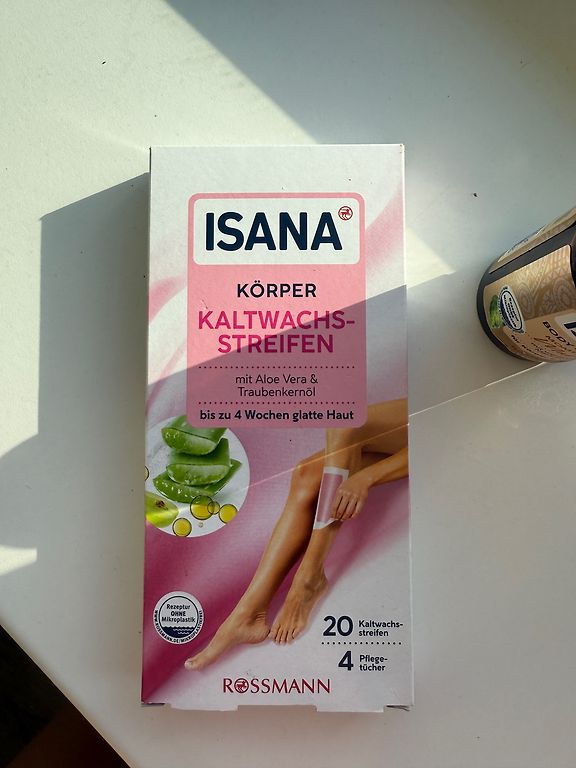 ISANA
KÖRPER
KALTWACHS-
STREIFEN
mit Aloe Vera &
Traubenkernöl
bis zu 4 Wochen glatte Haut
Rezeptur
OHNE
Mikroplastik
20 Kaltwachs-
streifen
4 Pflege-
tücher
ROSSMANN
BODY